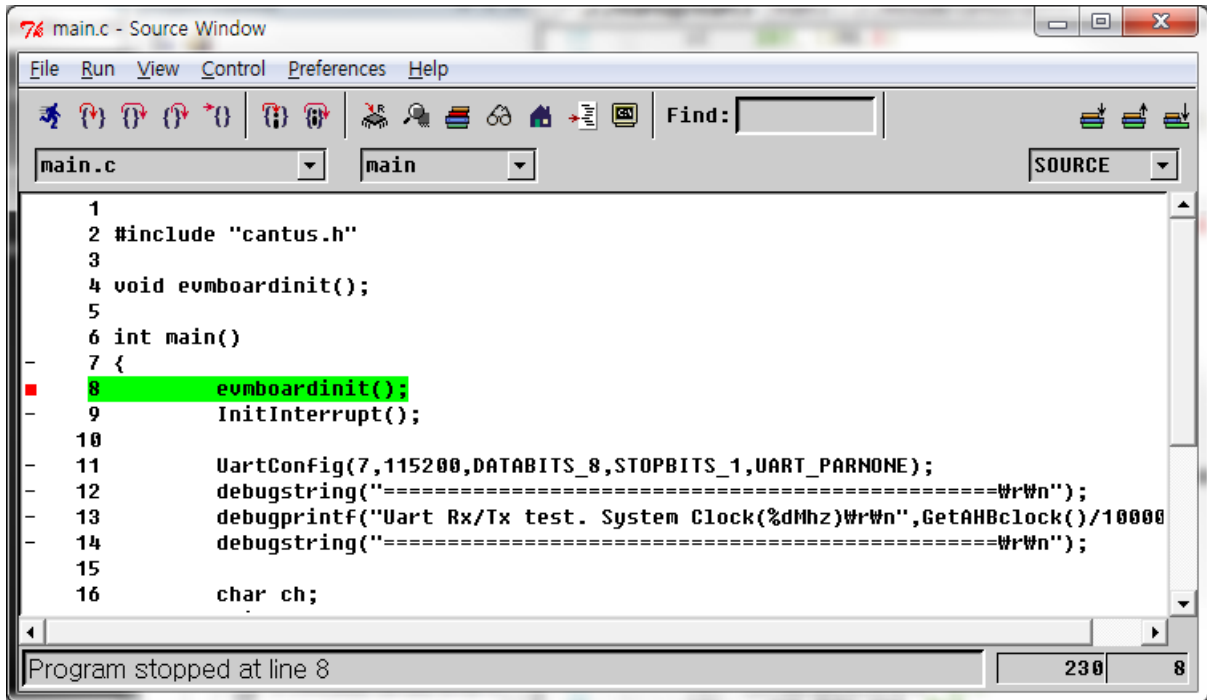 main.c - Source Window
File Run View Control Preferences Help
Find:
main.c main SOURCE
1
2 #include "cantus.h"
3
4 void evmboardinit();
5
6 int main()
7 {
8 evmboardinit();
9 InitInterrupt();
10
11 UartConfig(7,115200,DATABITS_8,STOPBITS_1,UART_PARNONE);
12 debugstring("================================================₩r₩n");
13 debugprintf("Uart Rx/Tx test. System Clock(%dMhz)₩r₩n",GetAHBclock()/10000
14 debugstring("================================================₩r₩n");
15
16 char ch;
Program stopped at line 8 230 8